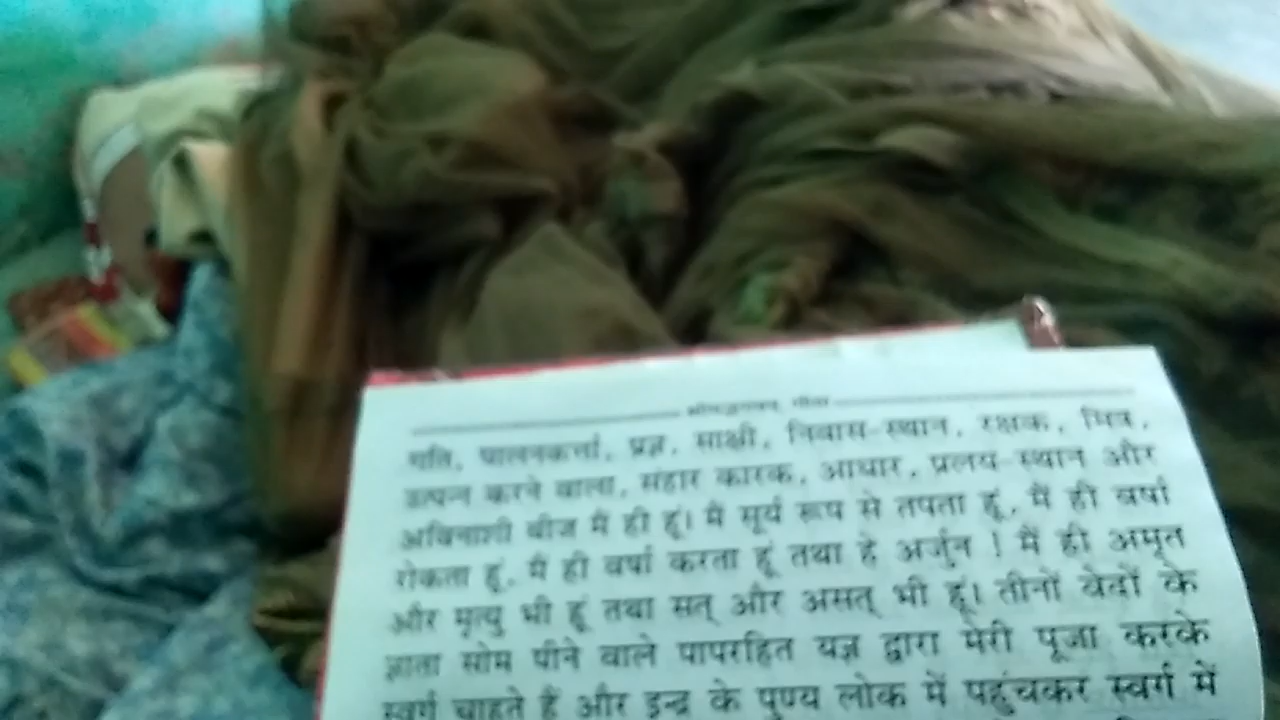 गति, पालनकर्त्ता, प्रभु, साक्षी, निवास-स्थान, रक्षक, मित्र,
उत्पन्न करने वाला, संहार कारक, आधार, प्रलय-स्थान और
अविनाशी बीज मैं ही हूं। मैं सूर्य रूप से तपता हूं, मैं ही वर्षा
रोकता हूं, मैं ही वर्षा करता हूं तथा हे अर्जुन ! मैं ही अमृत
और मृत्यु भी हूं तथा सत् और असत् भी हूं। तीनों वेदों के
ज्ञाता सोम पीने वाले पापरहित यज्ञ द्वारा मेरी पूजा करके
स्वर्ग चाहते हैं और इन्द्र के पुण्य लोक में पहुंचकर स्वर्ग में